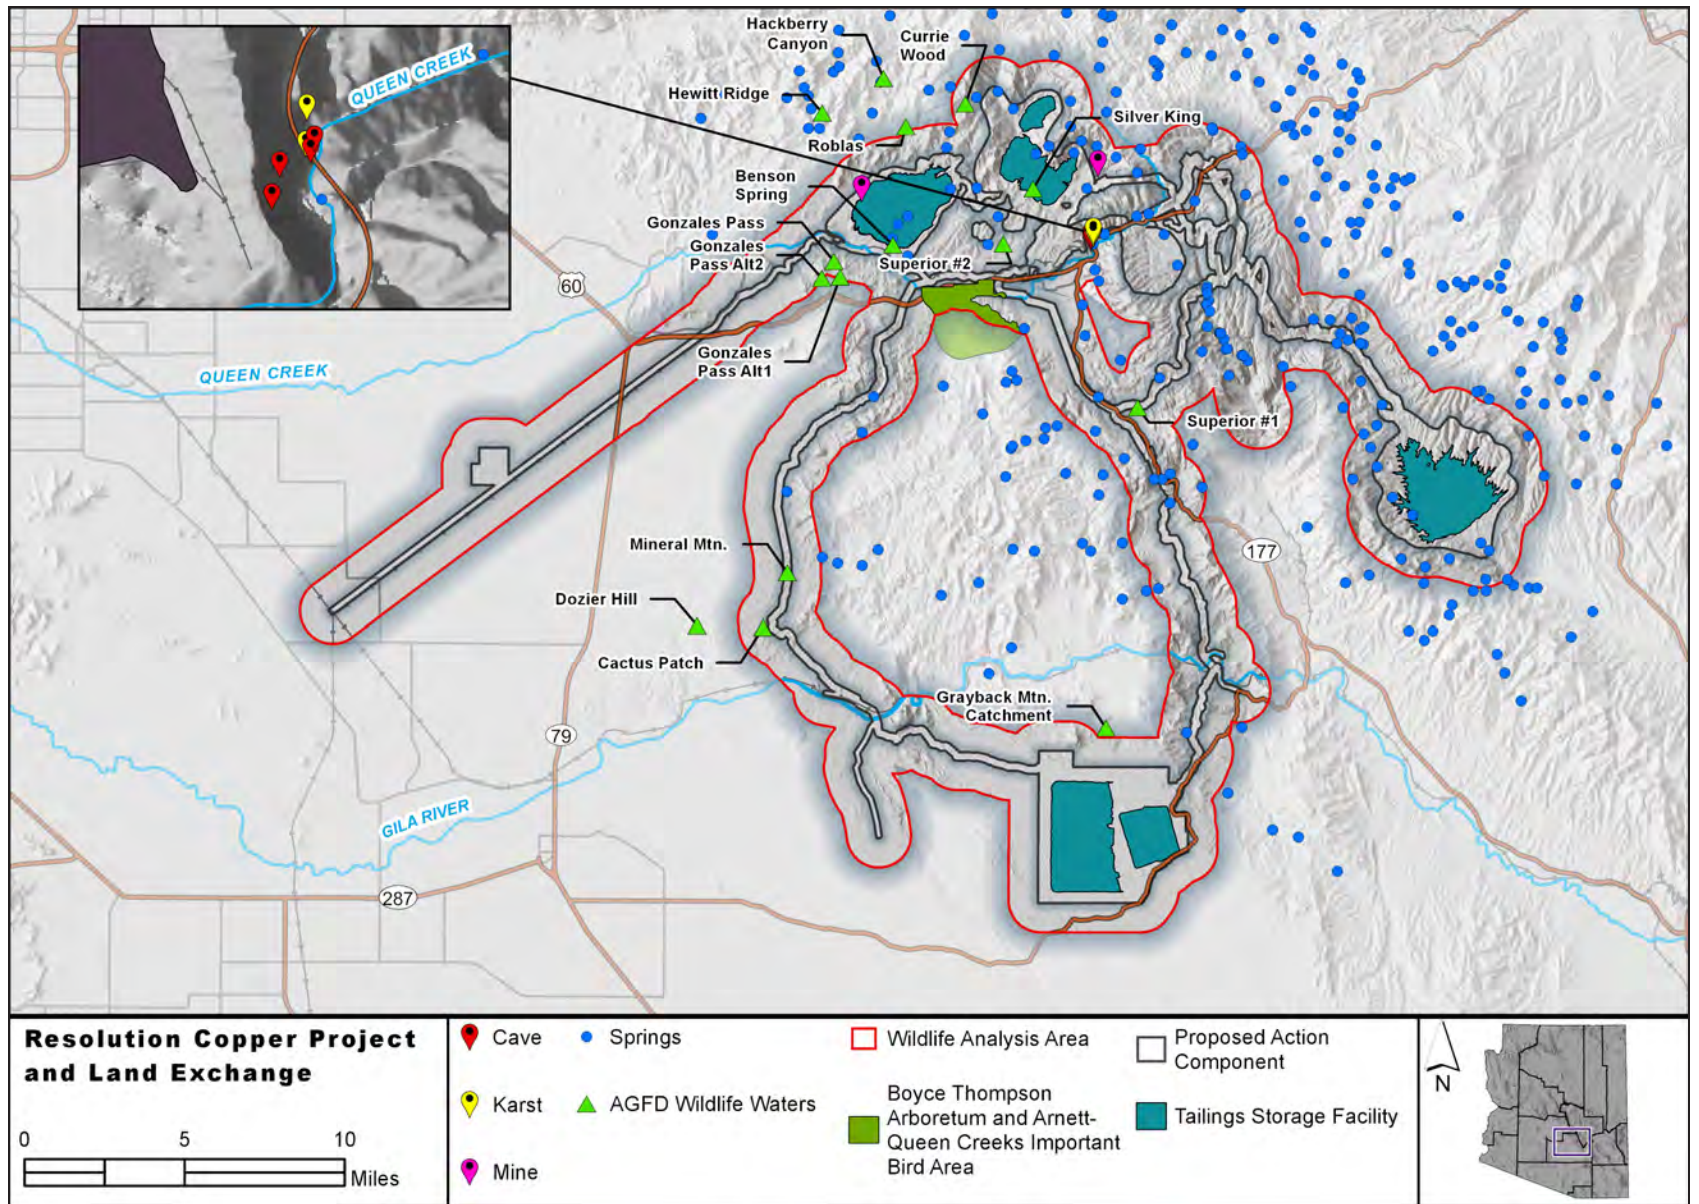 QUEEN CREEK
Hackberry
Canyon
Currie
Wood
Hewitt Ridge
Silver King
Roblas
Benson
Spring
Gonzales Pass
Gonzales
Pass Alt2
Superior #2
60
Gonzales
Pass Alt1
QUEEN CREEK
Superior #1
Mineral Mtn.
177
Dozier Hill
Cactus Patch
Grayback Mtn.
Catchment
79
GILA RIVER
287
Resolution Copper Project
and Land Exchange
0 5 10
Miles
Cave
Springs
Karst
AGFD Wildlife Waters
Mine
Wildlife Analysis Area
Boyce Thompson
Arboretum and Arnett-
Queen Creeks Important
Bird Area
Proposed Action
Component
Tailings Storage Facility
N